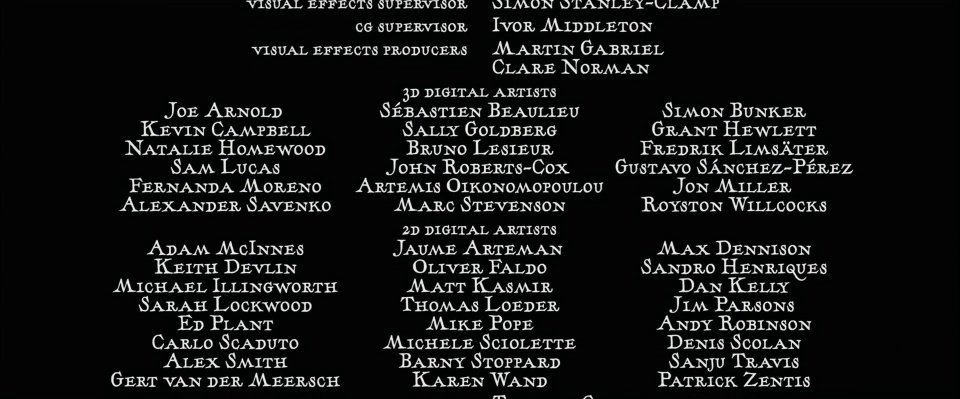 VISUAL EFFECTS SUPERVISOR SIMON STANLEY-CLAMP
CG SUPERVISOR IVOR MIDDLETON
VISUAL EFFECTS PRODUCERS MARTIN GABRIEL
CLARE NORMAN
3D DIGITAL ARTISTS
JOE ARNOLD SÉBASTIEN BEAULIEU SIMON BUNKER
KEVIN CAMPBELL SALLY GOLDBERG GRANT HEWLETT
NATALIE HOMEWOOD BRUNO LESIEUR FREDRIK LIMSÄTER
SAM LUCAS JOHN ROBERTS-COX GUSTAVO SÁNCHEZ-PÉREZ
FERNANDA MORENO ARTEMIS OIKONOMOPOULOU JON MILLER
ALEXANDER SAVENKO MARC STEVENSON ROYSTON WILLCOCKS
2D DIGITAL ARTISTS
ADAM MCINNES JAUME ARTEMAN MAX DENNISON
KEITH DEVLIN OLIVER FALDO SANDRO HENRIQUES
MICHAEL ILLINGWORTH MATT KASMIR DAN KELLY
SARAH LOCKWOOD THOMAS LOEDER JIM PARSONS
ED PLANT MIKE POPE ANDY ROBINSON
CARLO SCADUTO MICHELE SCIOLETTE DENIS SCOLAN
ALEX SMITH BARNY STOPPARD SANJU TRAVIS
GERT VAN DER MEERSCH KAREN WAND PATRICK ZENTIS